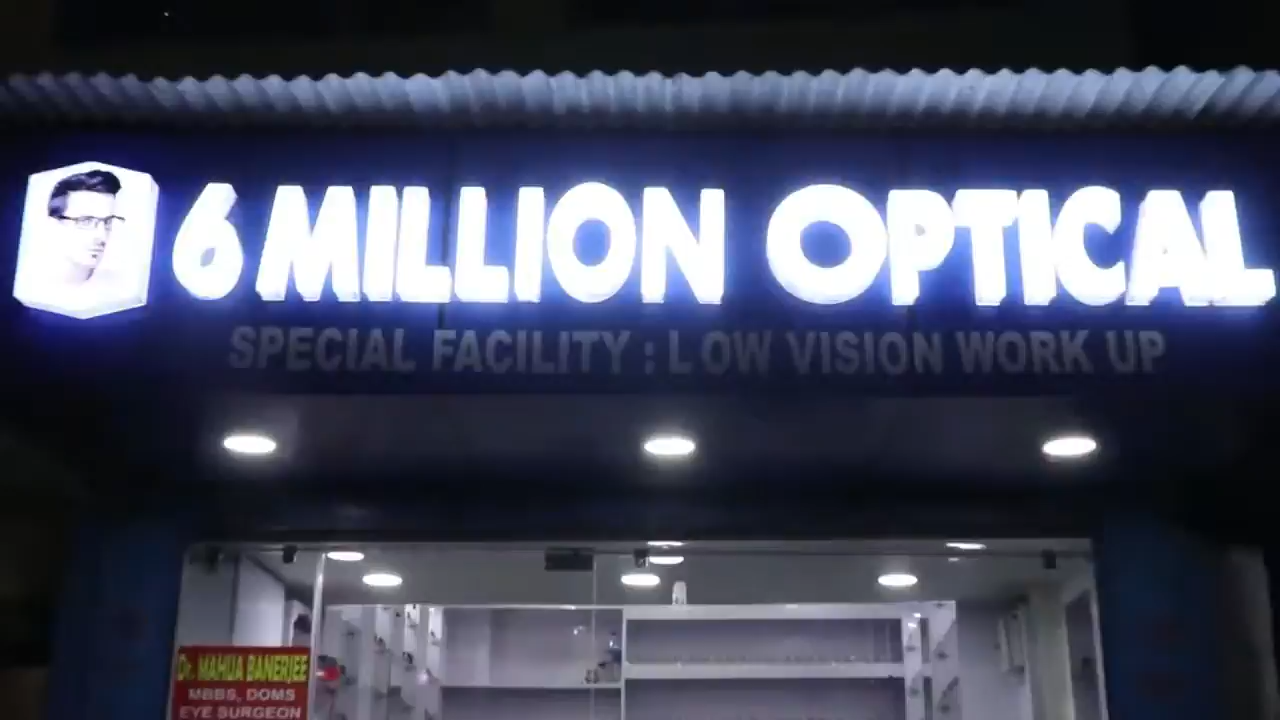 6 MILLION OPTICAL
SPECIAL FACILITY : LOW VISION WORK UP
Dr. MAHUA BANERJEE
MBBS, DOMS
EYE SURGEON